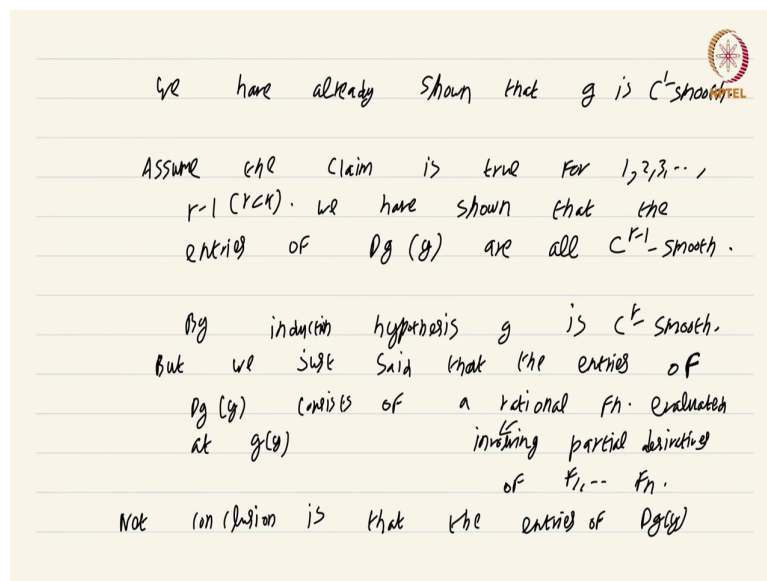 We have already shown that g is C¹-smooth
NPTEL
Assume the claim is true for 1,2,3,...,
r-1 (r<k). We have shown that the
entries of Dg(y) are all C^{r-1}-smooth.
By induction hypothesis g is C^r smooth.
But we just said that the entries of
Dg(y) consists of a rational fn. evaluated
at g(y) involving partial derivatives
of F₁,-- Fn.
Net conclusion is that the entries of Dg(y)